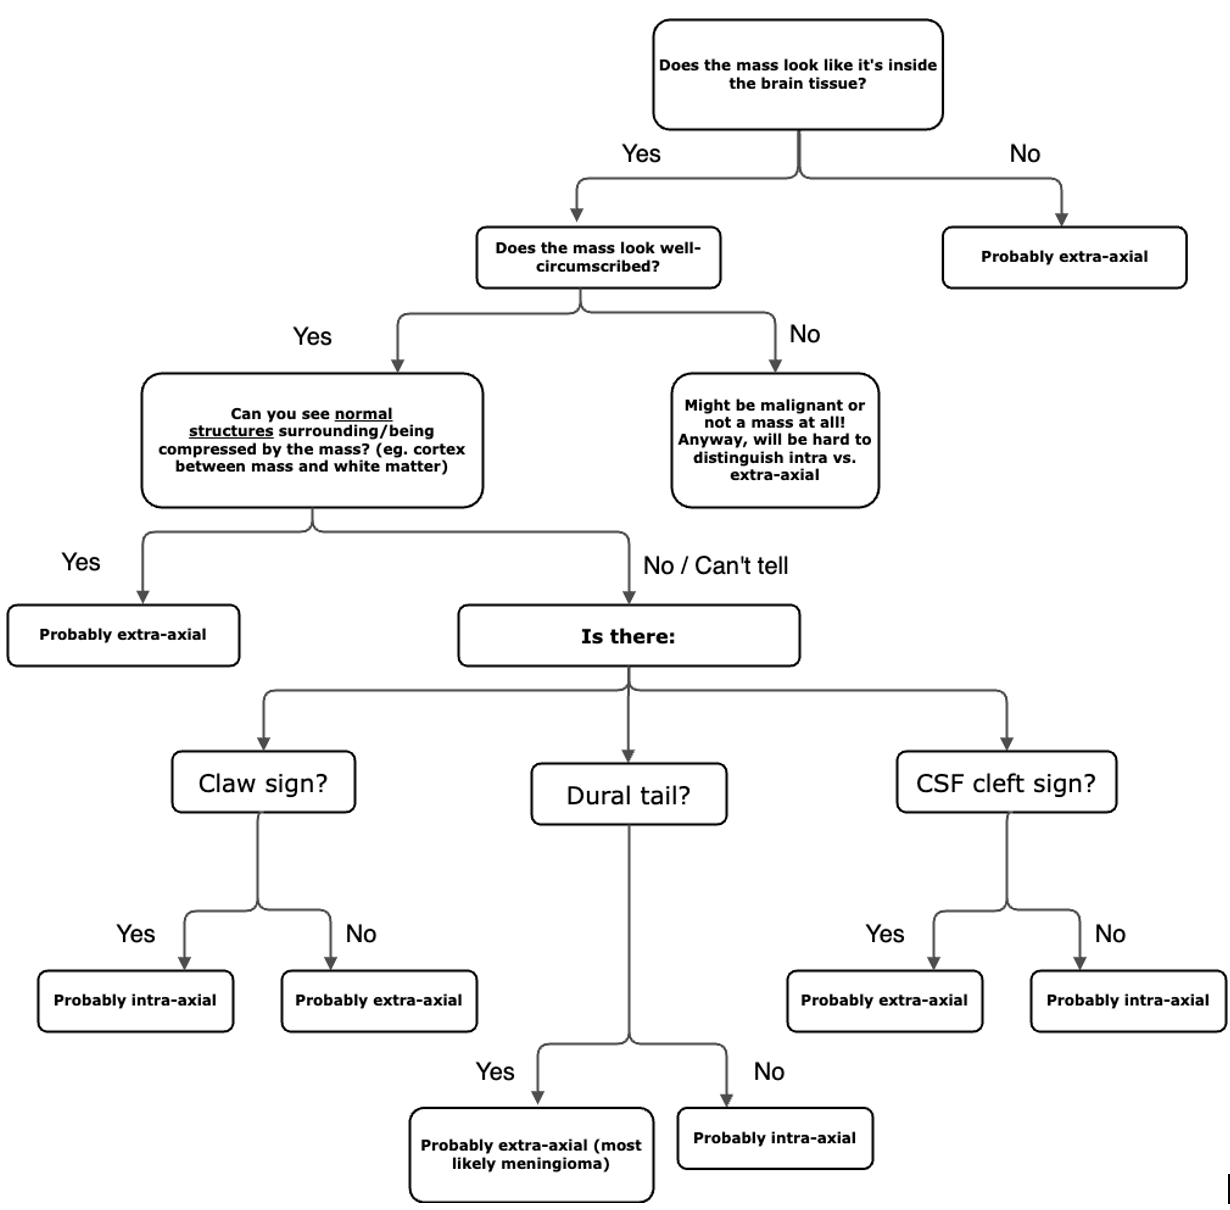 Does the mass look like it's inside
the brain tissue?
Yes
No
Does the mass look well-
circumscribed?
Probably extra-axial
Yes
No
Can you see normal
structures surrounding/being
compressed by the mass? (eg. cortex
between mass and white matter)
Might be malignant or
not a mass at all!
Anyway, will be hard to
distinguish intra vs.
extra-axial
Yes
No / Can't tell
Probably extra-axial
Is there:
Claw sign?
Dural tail?
CSF cleft sign?
Yes
No
Yes
No
Probably intra-axial
Probably extra-axial
Probably extra-axial
Probably intra-axial
Yes
No
Probably extra-axial (most
likely meningioma)
Probably intra-axial